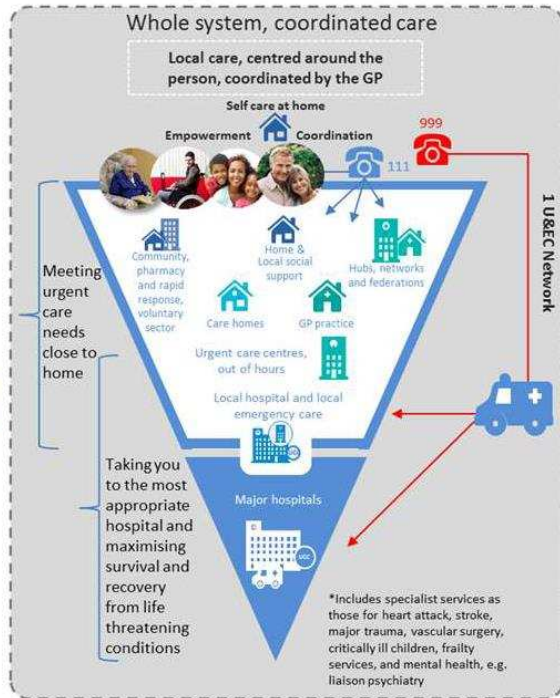 Whole system, coordinated care
Local care, centred around the
person, coordinated by the GP
Self care at home
Empowerment
Coordination
999
111
1 U&EC Network
Community,
pharmacy
and rapid
response,
voluntary
sector
Home &
Local social
support
Hubs, networks
and federations
Care homes
GP practice
Urgent care centres,
out of hours
Local hospital and local
emergency care
Meeting
urgent
care
needs
close to
home
Taking you
to the most
appropriate
hospital and
maximising
survival and
recovery
from life
threatening
conditions
Major hospitals
UCC
*Includes specialist services as
those for heart attack, stroke,
major trauma, vascular surgery,
critically ill children, frailty
services, and mental health, e.g.
liaison psychiatry